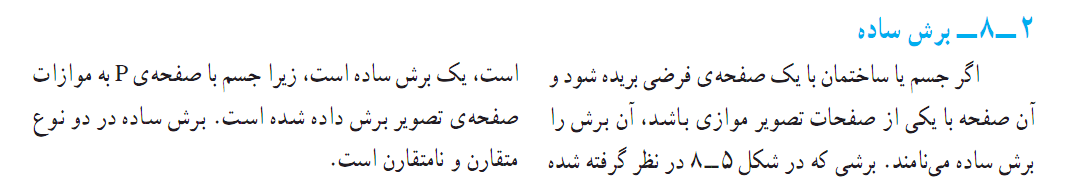 ۲ــ۸ــ برش ساده
اگر جسم یا ساختمان با یک صفحه‌ی فرضی بریده شود و
آن صفحه با یکی از صفحات تصویر موازی باشد، آن برش را
برش ساده می‌نامند. برشی که در شکل ۵ــ۸ در نظر گرفته شده
است، یک برش ساده است، زیرا جسم با صفحه‌ی P به موازات
صفحه‌ی تصویر برش داده شده است. برش ساده در دو نوع
متقارن و نامتقارن است.